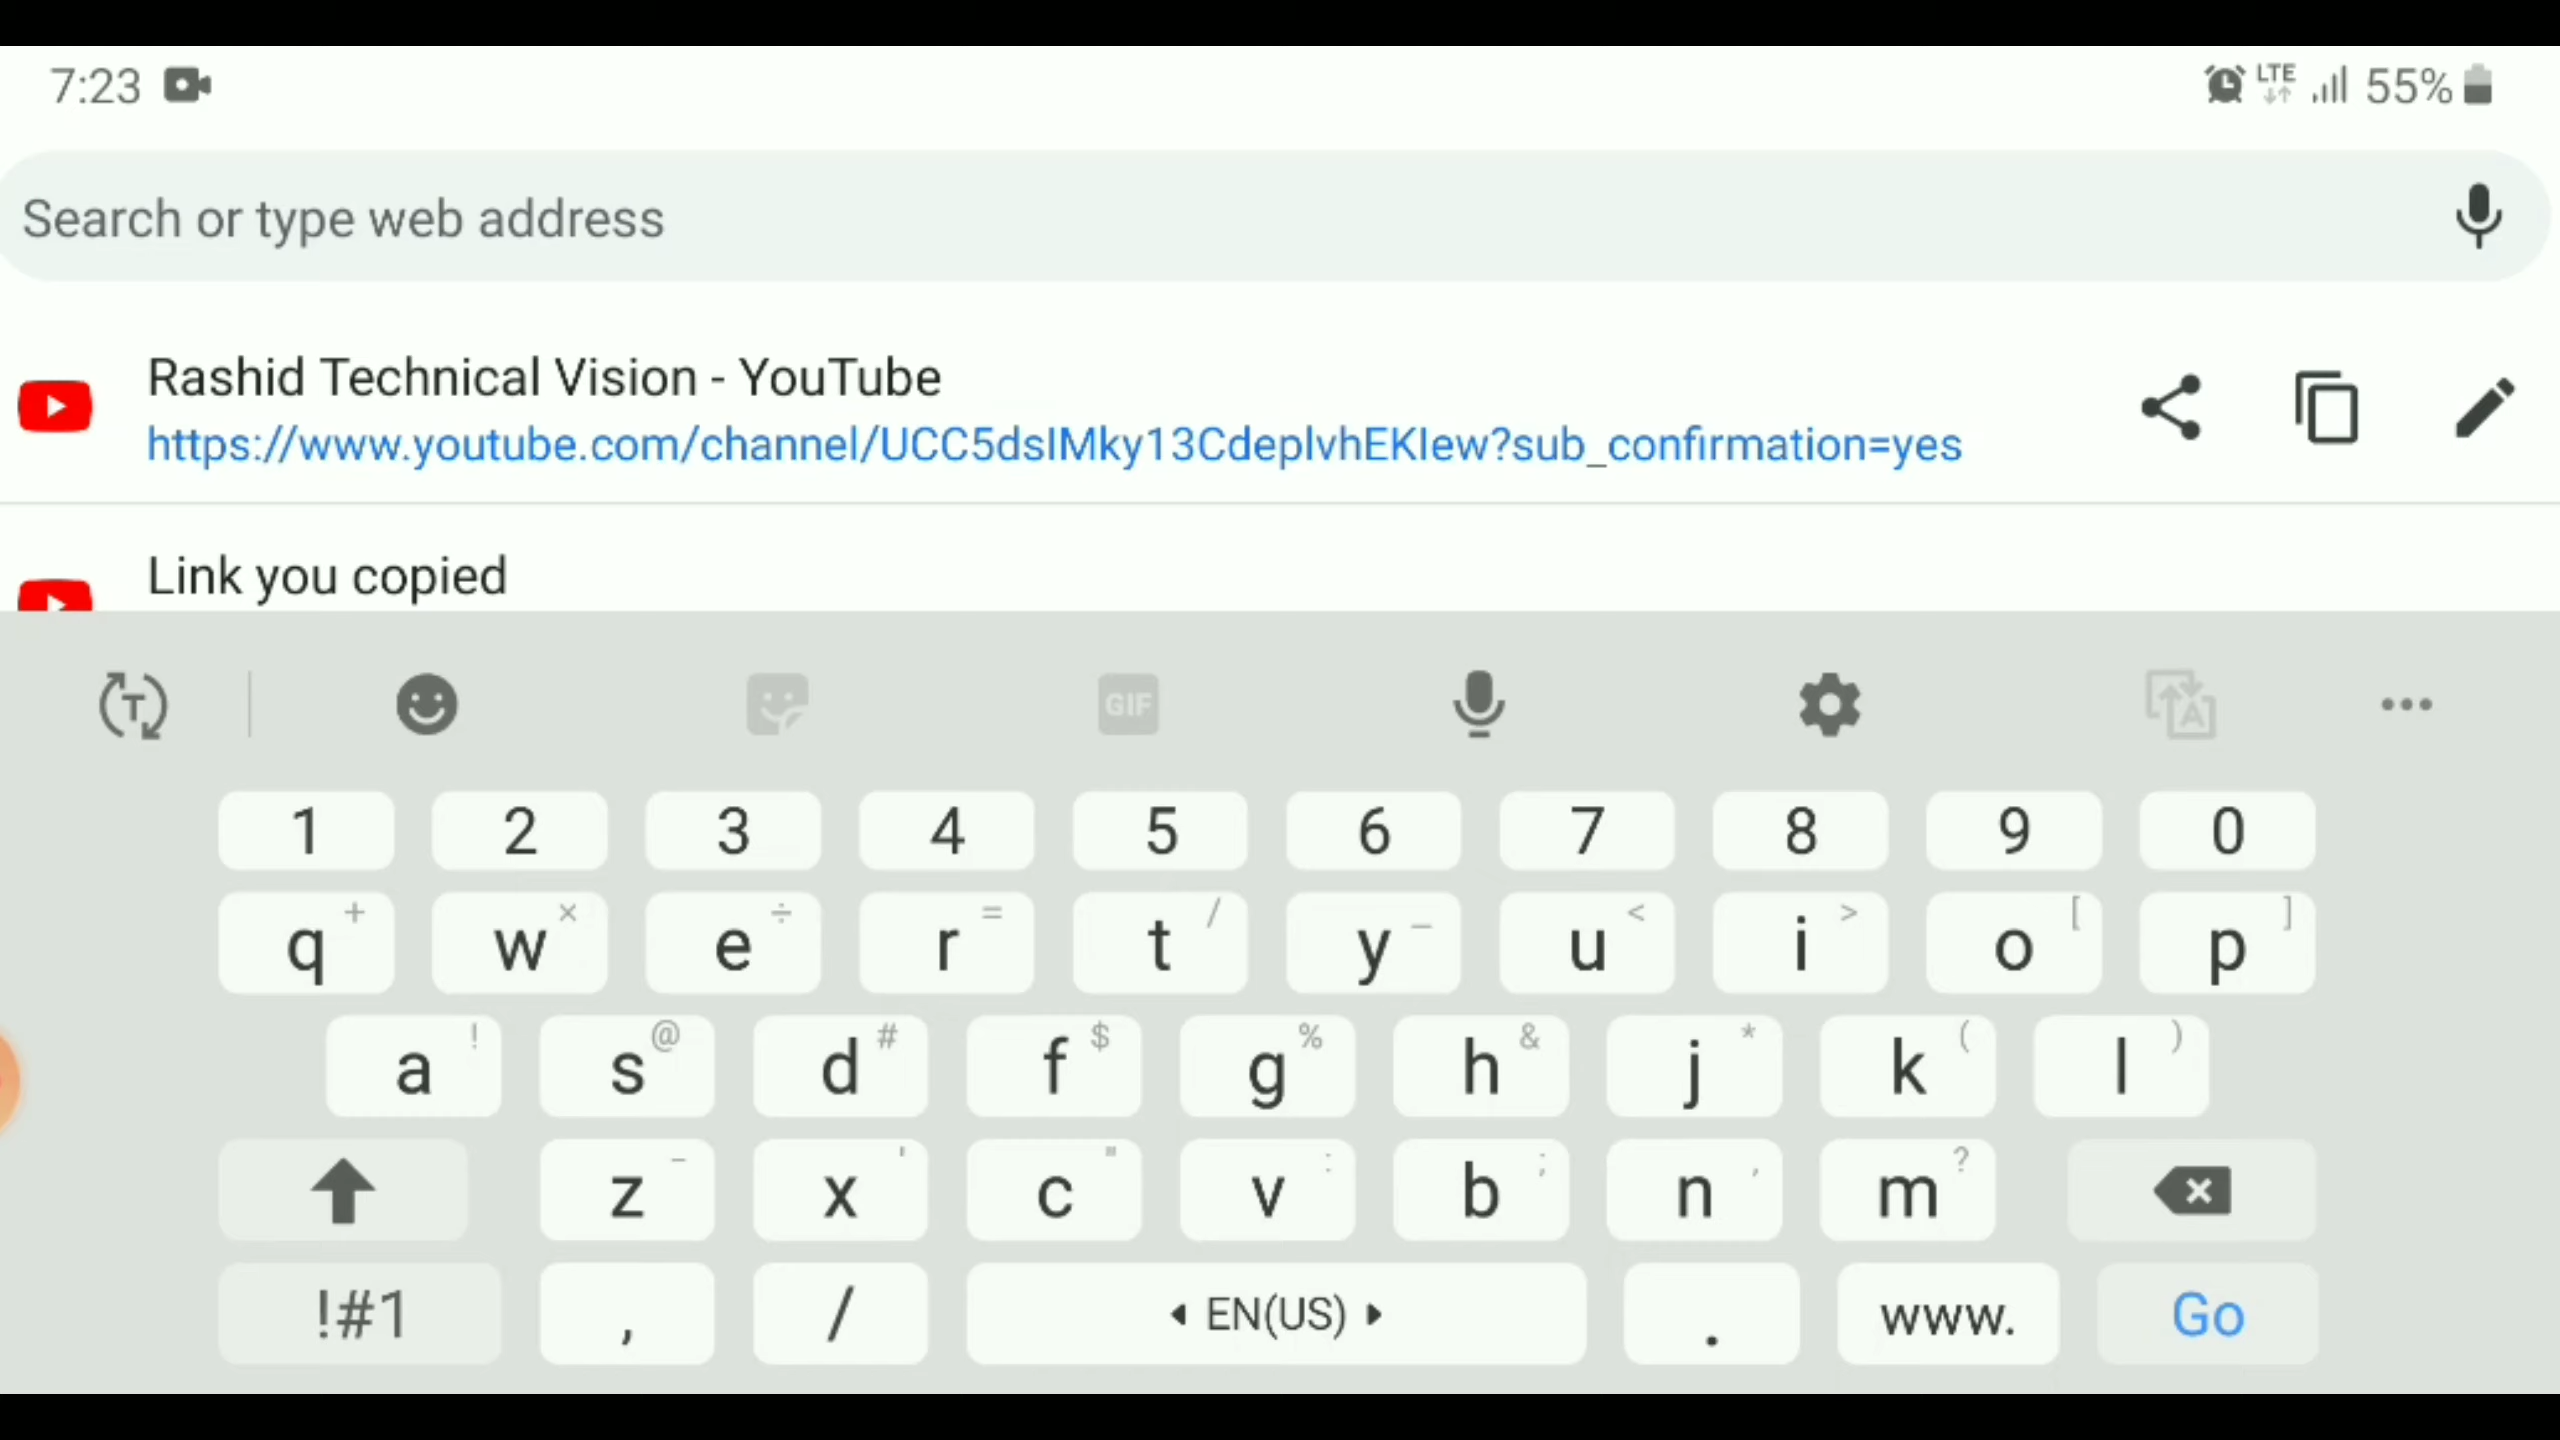 7:23
LTE 55%
Search or type web address
Rashid Technical Vision - YouTube
https://www.youtube.com/channel/UCC5dsIMky13CdeplvhEKIew?sub_confirmation=yes
Link you copied
T GIF A
1 2 3 4 5 6 7 8 9 0
q + w × e ÷ r = t / y _ u < i > o [ p ]
a ! s @ d # f $ g % h & j * k ( l )
z - x ' c " v : b ; n , m ?
!#1 , / EN(US) . www. Go